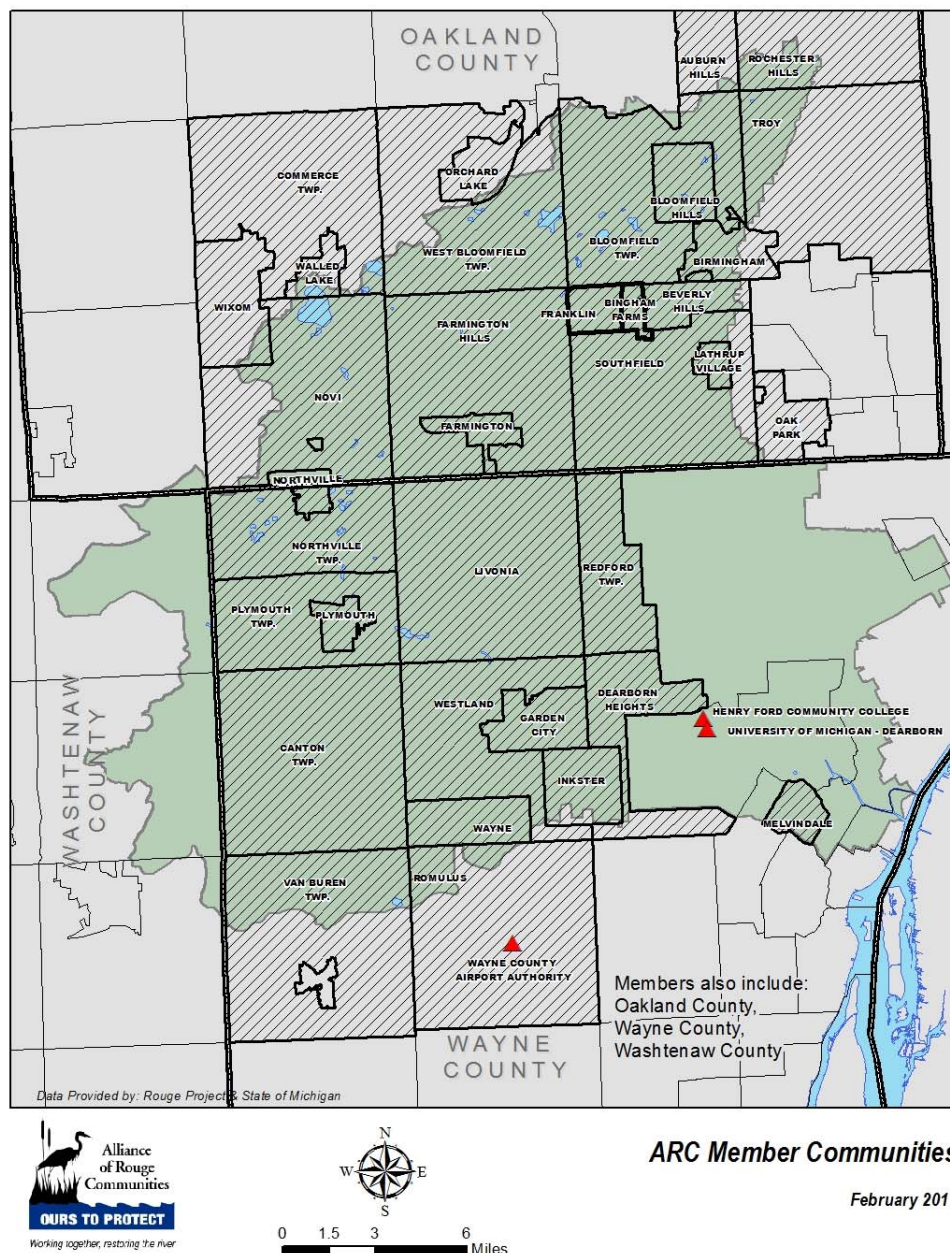 OAKLAND
COUNTY
AUBURN
HILLS
ROCHESTER
HILLS
TROY
COMMERCE
TWP.
ORCHARD
LAKE
BLOOMFIELD
HILLS
WEST BLOOMFIELD
TWP.
BLOOMFIELD
TWP.
BIRMINGHAM
WALLED
LAKE
WIXOM
FARMINGTON
HILLS
FRANKLIN
BINGHAM
FARMS
BEVERLY
HILLS
SOUTHFIELD
LATHRUP
VILLAGE
NOVI
FARMINGTON
OAK
PARK
NORTHVILLE
NORTHVILLE
TWP.
LIVONIA
REDFORD
TWP.
PLYMOUTH
TWP.
PLYMOUTH
WASHTENAW
COUNTY
WESTLAND
GARDEN
CITY
DEARBORN
HEIGHTS
HENRY FORD COMMUNITY COLLEGE
UNIVERSITY OF MICHIGAN - DEARBORN
CANTON
TWP.
INKSTER
WAYNE
MELVINDALE
VAN BUREN
TWP.
ROMULUS
WAYNE COUNTY
AIRPORT AUTHORITY
Members also include:
Oakland County,
Wayne County,
Washtenaw County
WAYNE
COUNTY
Data Provided by: Rouge Project & State of Michigan
Alliance
of Rouge
Communities
OURS TO PROTECT
Working together, restoring the river
N
W E
S
0 1.5 3 6
Miles
ARC Member Communities
February 201